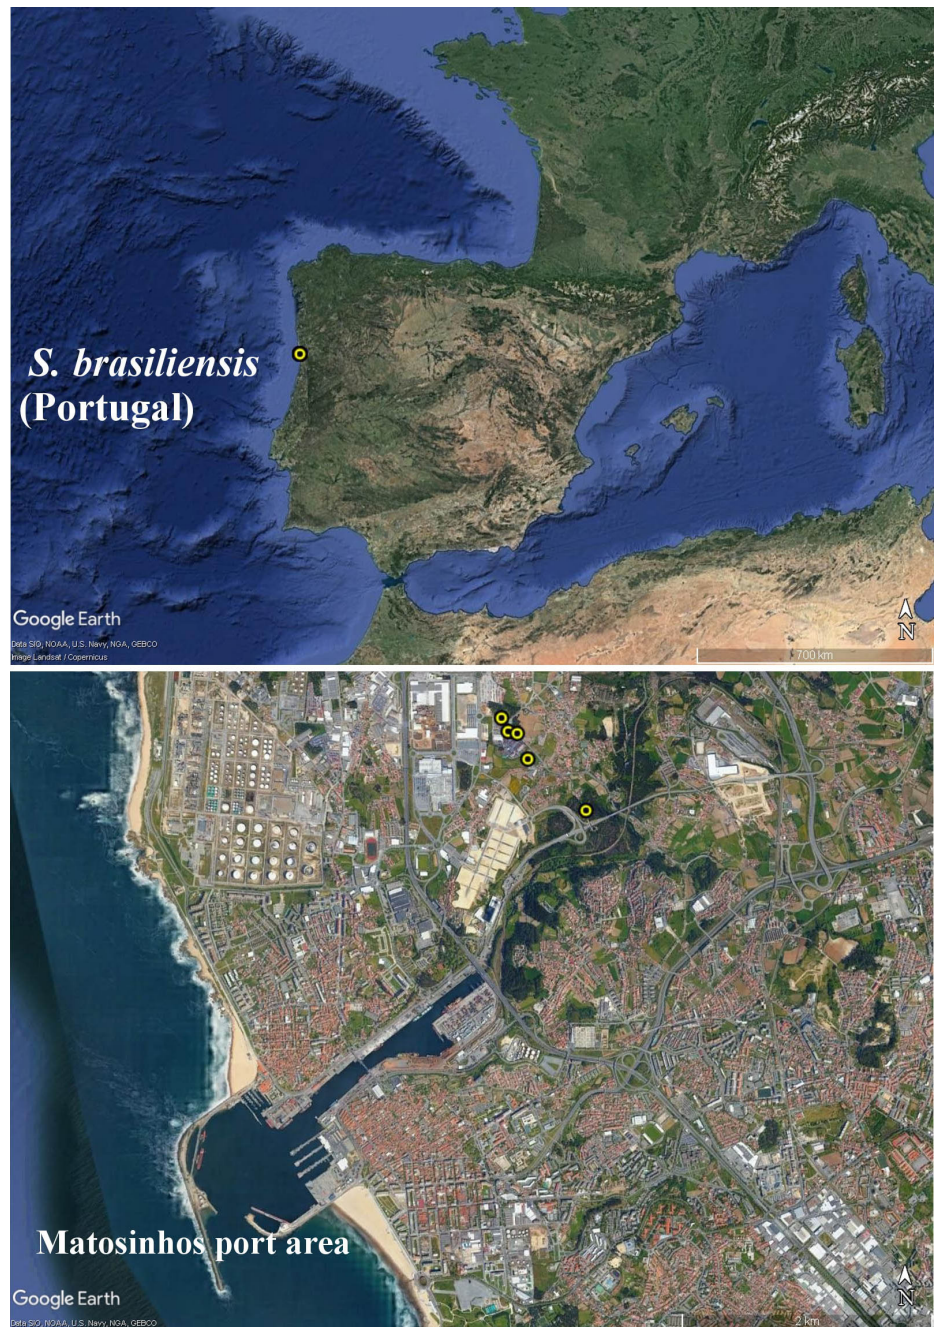 S. brasiliensis
(Portugal)
Google Earth
Data SIO, NOAA, U.S. Navy, NGA, GEBCO
Image Landsat / Copernicus
N
700 km
Matosinhos port area
Google Earth
Data SIO, NOAA, U.S. Navy, NGA, GEBCO
N
2 km